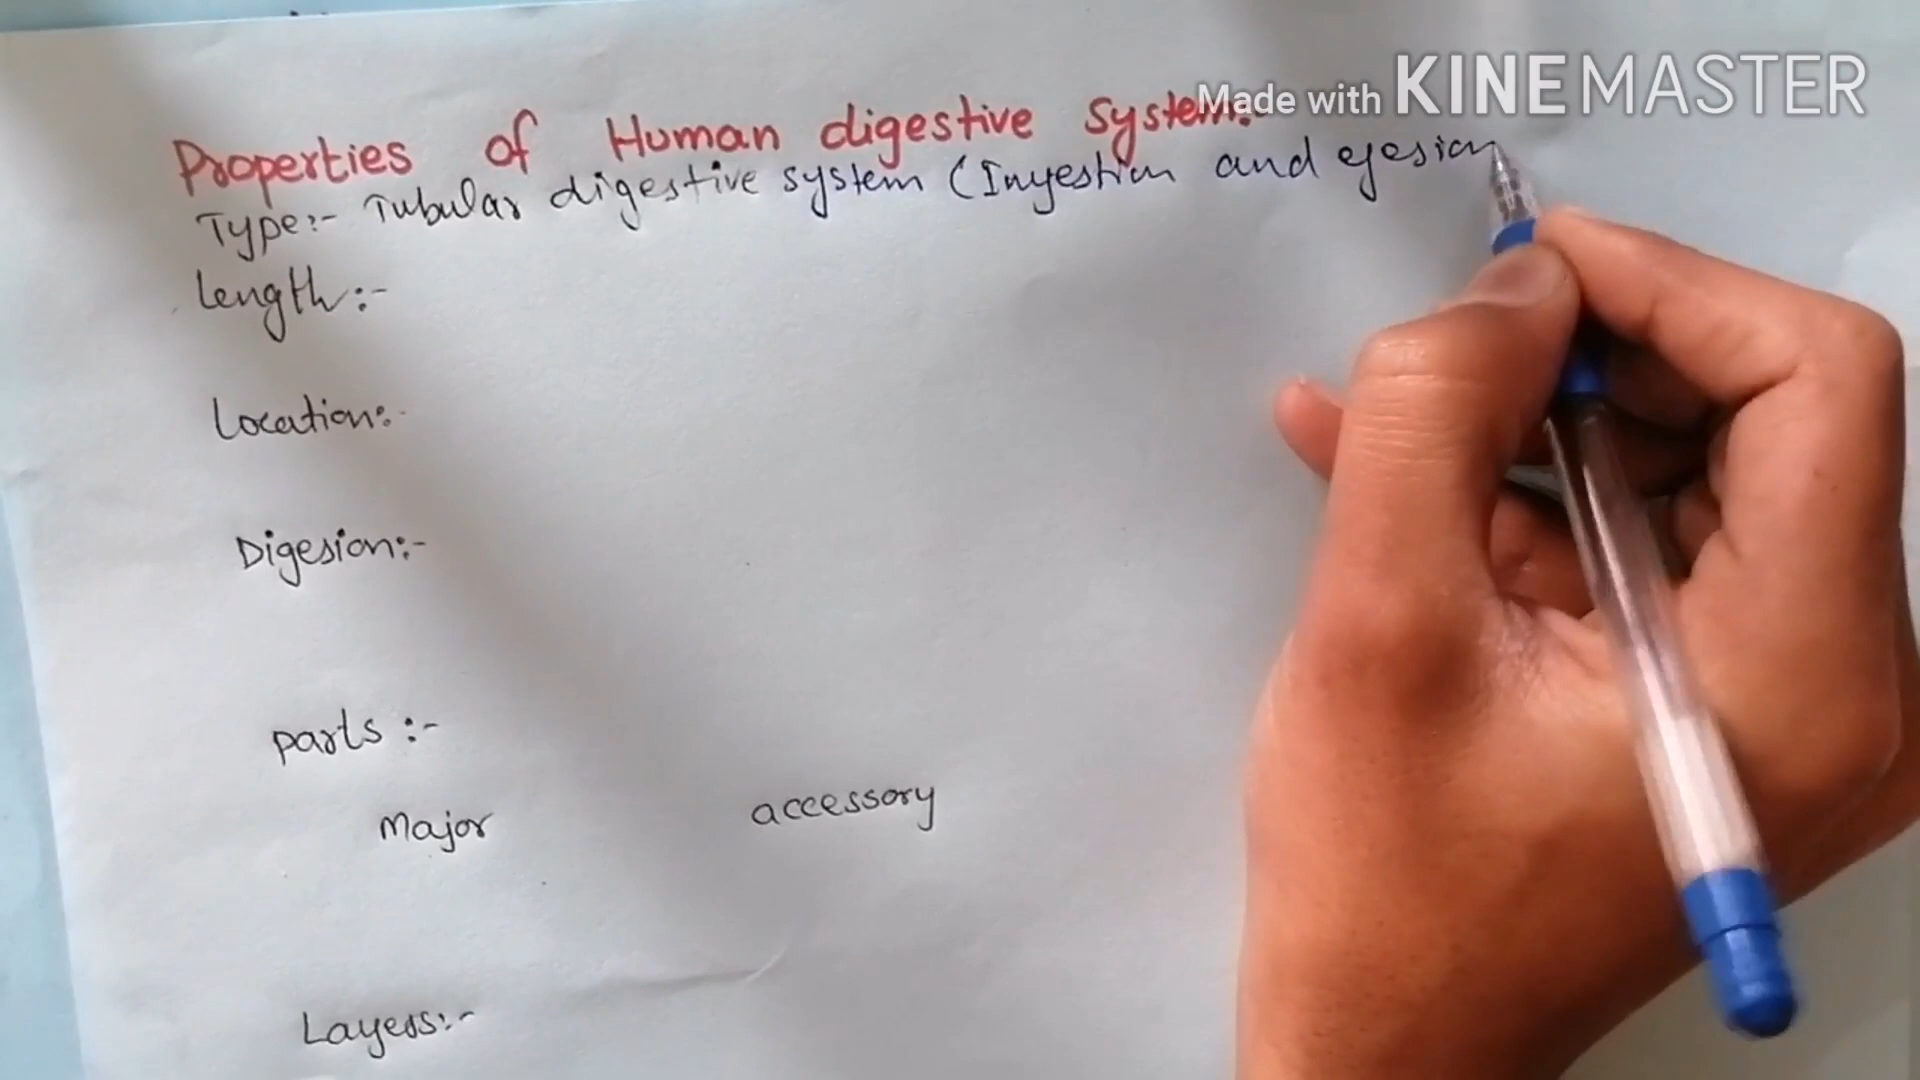 Made with KINEMASTER
Properties of Human digestive system:-
Type:- Tubular digestive system (Ingestion and egesion
Length:-
Location:-
Digesion:-
parts :-
Major accessory
Layers:-